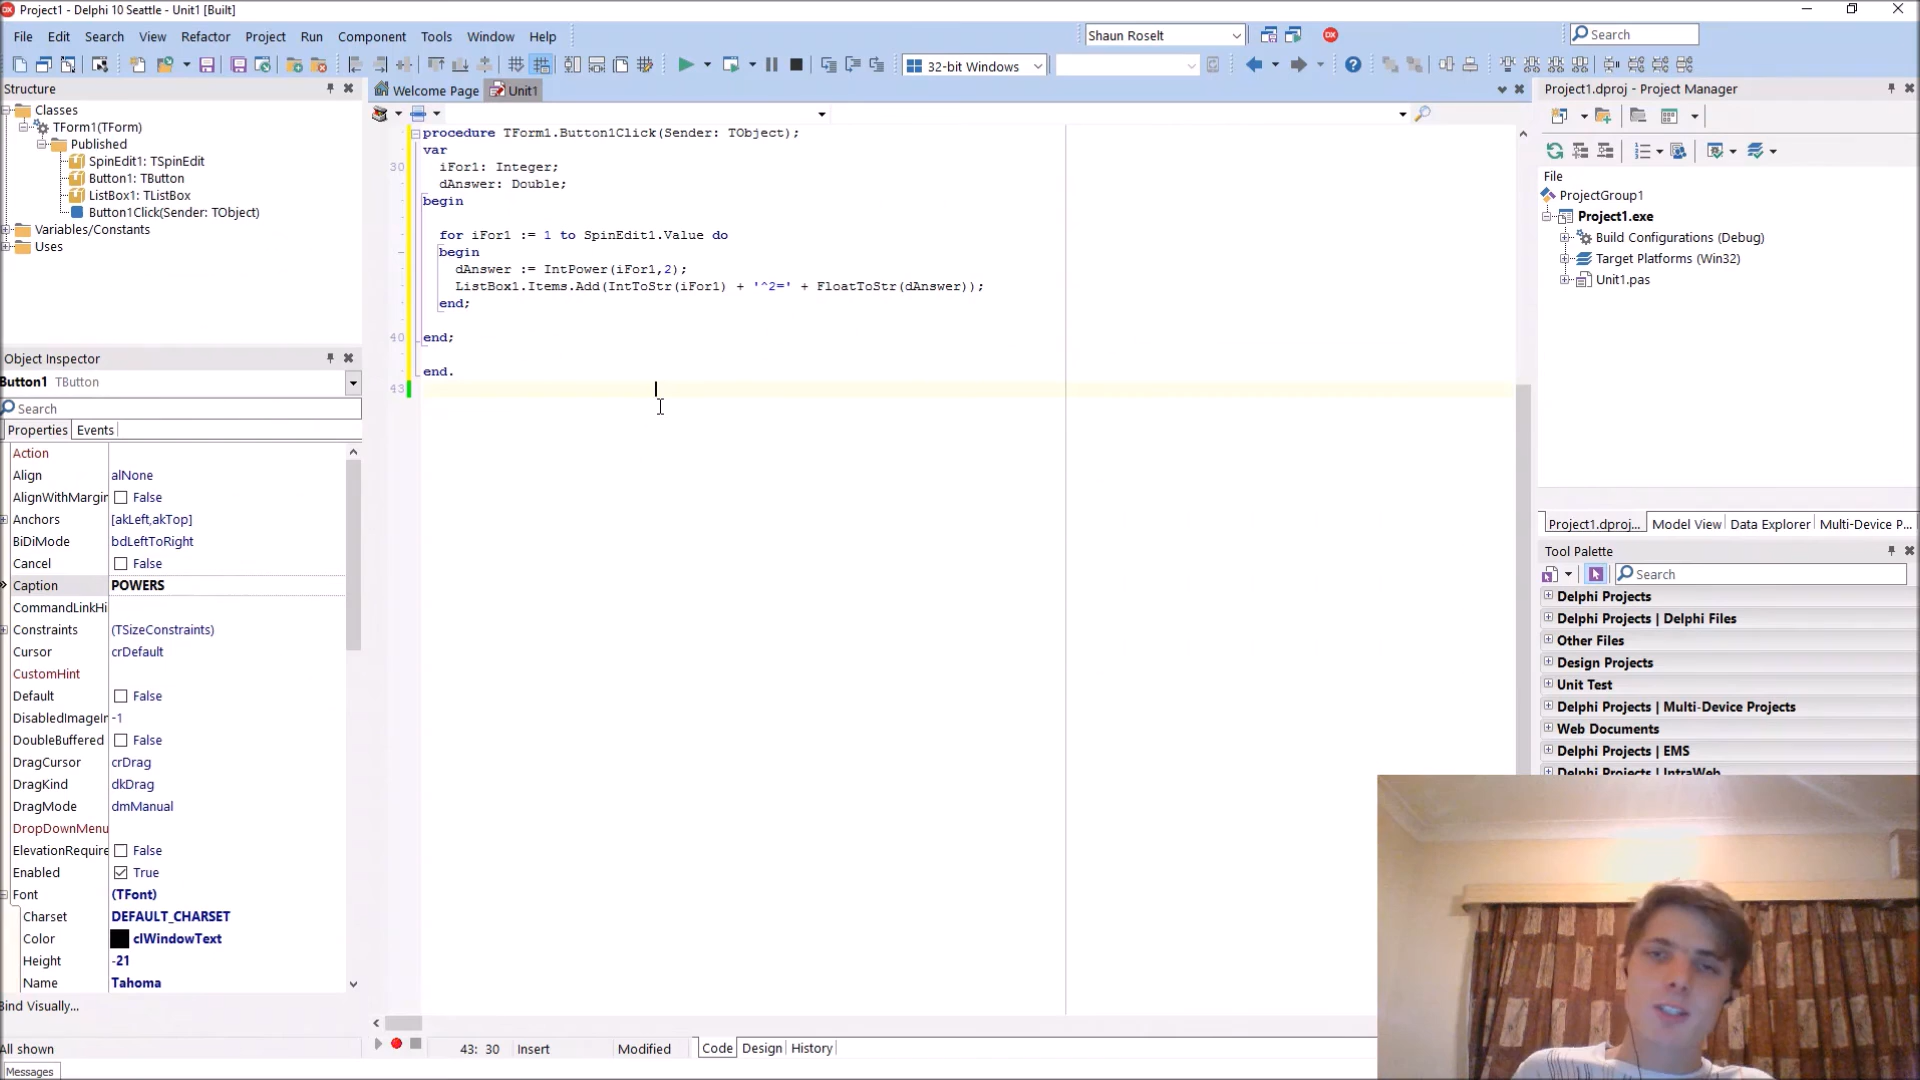 Project1 - Delphi 10 Seattle - Unit1 [Built]
File Edit Search View Refactor Project Run Component Tools Window Help
Shaun Roselt
Search
32-bit Windows
Structure
Classes
TForm1(TForm)
Published
SpinEdit1: TSpinEdit
Button1: TButton
ListBox1: TListBox
Button1Click(Sender: TObject)
Variables/Constants
Uses
Object Inspector
Button1 TButton
Search
Properties Events
Action
Align alNone
AlignWithMargin False
Anchors [akLeft,akTop]
BiDiMode bdLeftToRight
Cancel False
Caption POWERS
CommandLinkHi
Constraints (TSizeConstraints)
Cursor crDefault
CustomHint
Default False
DisabledImageIn -1
DoubleBuffered False
DragCursor crDrag
DragKind dkDrag
DragMode dmManual
DropDownMenu
ElevationRequire False
Enabled True
Font (TFont)
Charset DEFAULT_CHARSET
Color clWindowText
Height -21
Name Tahoma
Bind Visually...
All shown
Messages
Welcome Page Unit1
procedure TForm1.Button1Click(Sender: TObject);
var
30 iFor1: Integer;
dAnswer: Double;
begin
for iFor1 := 1 to SpinEdit1.Value do
begin
dAnswer := IntPower(iFor1,2);
ListBox1.Items.Add(IntToStr(iFor1) + '^2=' + FloatToStr(dAnswer));
end;
40 end;
end.
43
43: 30 Insert Modified Code Design History
Project1.dproj - Project Manager
File
ProjectGroup1
Project1.exe
Build Configurations (Debug)
Target Platforms (Win32)
Unit1.pas
Project1.dproj... Model View Data Explorer Multi-Device P...
Tool Palette
Search
Delphi Projects
Delphi Projects | Delphi Files
Other Files
Design Projects
Unit Test
Delphi Projects | Multi-Device Projects
Web Documents
Delphi Projects | EMS
Delphi Projects | IntraWeb